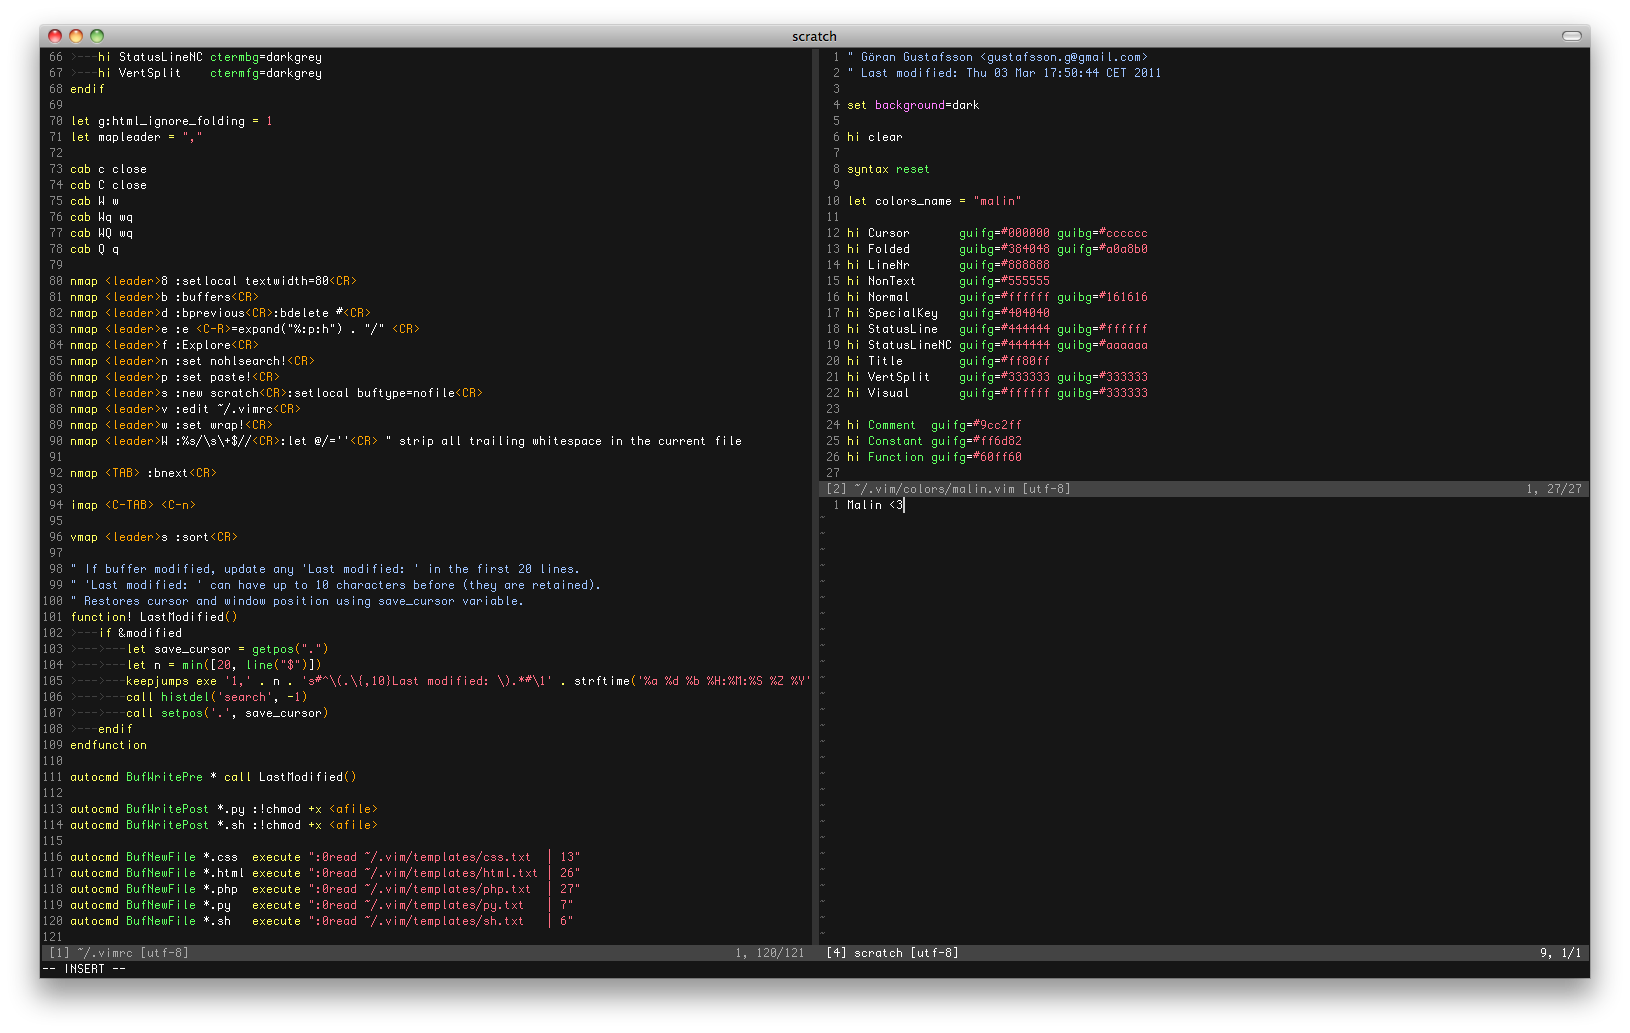 scratch
66 >---hi StatusLineNC ctermbg=darkgrey
67 >---hi VertSplit    ctermfg=darkgrey
68 endif
69
70 let g:html_ignore_folding = 1
71 let mapleader = ","
72
73 cab c close
74 cab C close
75 cab W w
76 cab Wq wq
77 cab WQ wq
78 cab Q q
79
80 nmap <leader>8 :setlocal textwidth=80<CR>
81 nmap <leader>b :buffers<CR>
82 nmap <leader>d :bprevious<CR>:bdelete #<CR>
83 nmap <leader>e :e <C-R>=expand("%:p:h") . "/" <CR>
84 nmap <leader>f :Explore<CR>
85 nmap <leader>n :set nohlsearch!<CR>
86 nmap <leader>p :set paste!<CR>
87 nmap <leader>s :new scratch<CR>:setlocal buftype=nofile<CR>
88 nmap <leader>v :edit ~/.vimrc<CR>
89 nmap <leader>w :set wrap!<CR>
90 nmap <leader>W :%s/\s\+$//<CR>:let @/=''<CR> " strip all trailing whitespace in the current file
91
92 nmap <TAB> :bnext<CR>
93
94 imap <C-TAB> <C-n>
95
96 vmap <leader>s :sort<CR>
97
98 " If buffer modified, update any 'Last modified: ' in the first 20 lines.
99 " 'Last modified: ' can have up to 10 characters before (they are retained).
100 " Restores cursor and window position using save_cursor variable.
101 function! LastModified()
102 >---if &modified
103 >--->---let save_cursor = getpos(".")
104 >--->---let n = min([20, line("$")])
105 >--->---keepjumps exe '1,' . n . 's#^\(.\{,10}Last modified: \).*#\1' . strftime('%a %d %b %H:%M:%S %Z %Y'
106 >--->---call histdel('search', -1)
107 >--->---call setpos('.', save_cursor)
108 >---endif
109 endfunction
110
111 autocmd BufWritePre * call LastModified()
112
113 autocmd BufWritePost *.py :!chmod +x <afile>
114 autocmd BufWritePost *.sh :!chmod +x <afile>
115
116 autocmd BufNewFile *.css  execute ":0read ~/.vim/templates/css.txt  | 13"
117 autocmd BufNewFile *.html execute ":0read ~/.vim/templates/html.txt | 26"
118 autocmd BufNewFile *.php  execute ":0read ~/.vim/templates/php.txt  | 27"
119 autocmd BufNewFile *.py   execute ":0read ~/.vim/templates/py.txt   | 7"
120 autocmd BufNewFile *.sh   execute ":0read ~/.vim/templates/sh.txt   | 6"
121
[1] ~/.vimrc [utf-8] 1, 120/121
-- INSERT --
1 " Göran Gustafsson <gustafsson.g@gmail.com>
2 " Last modified: Thu 03 Mar 17:50:44 CET 2011
3
4 set background=dark
5
6 hi clear
7
8 syntax reset
9
10 let colors_name = "malin"
11
12 hi Cursor       guifg=#000000 guibg=#cccccc
13 hi Folded       guibg=#384048 guifg=#a0a8b0
14 hi LineNr       guifg=#888888
15 hi NonText      guifg=#555555
16 hi Normal       guifg=#ffffff guibg=#161616
17 hi SpecialKey   guifg=#404040
18 hi StatusLine   guifg=#444444 guibg=#ffffff
19 hi StatusLineNC guifg=#444444 guibg=#aaaaaa
20 hi Title        guifg=#ff80ff
21 hi VertSplit    guifg=#333333 guibg=#333333
22 hi Visual       guifg=#ffffff guibg=#333333
23
24 hi Comment  guifg=#9cc2ff
25 hi Constant guifg=#ff6d82
26 hi Function guifg=#60ff60
27
[2] ~/.vim/colors/malin.vim [utf-8] 1, 27/27
1 Malin <3
[4] scratch [utf-8] 9, 1/1